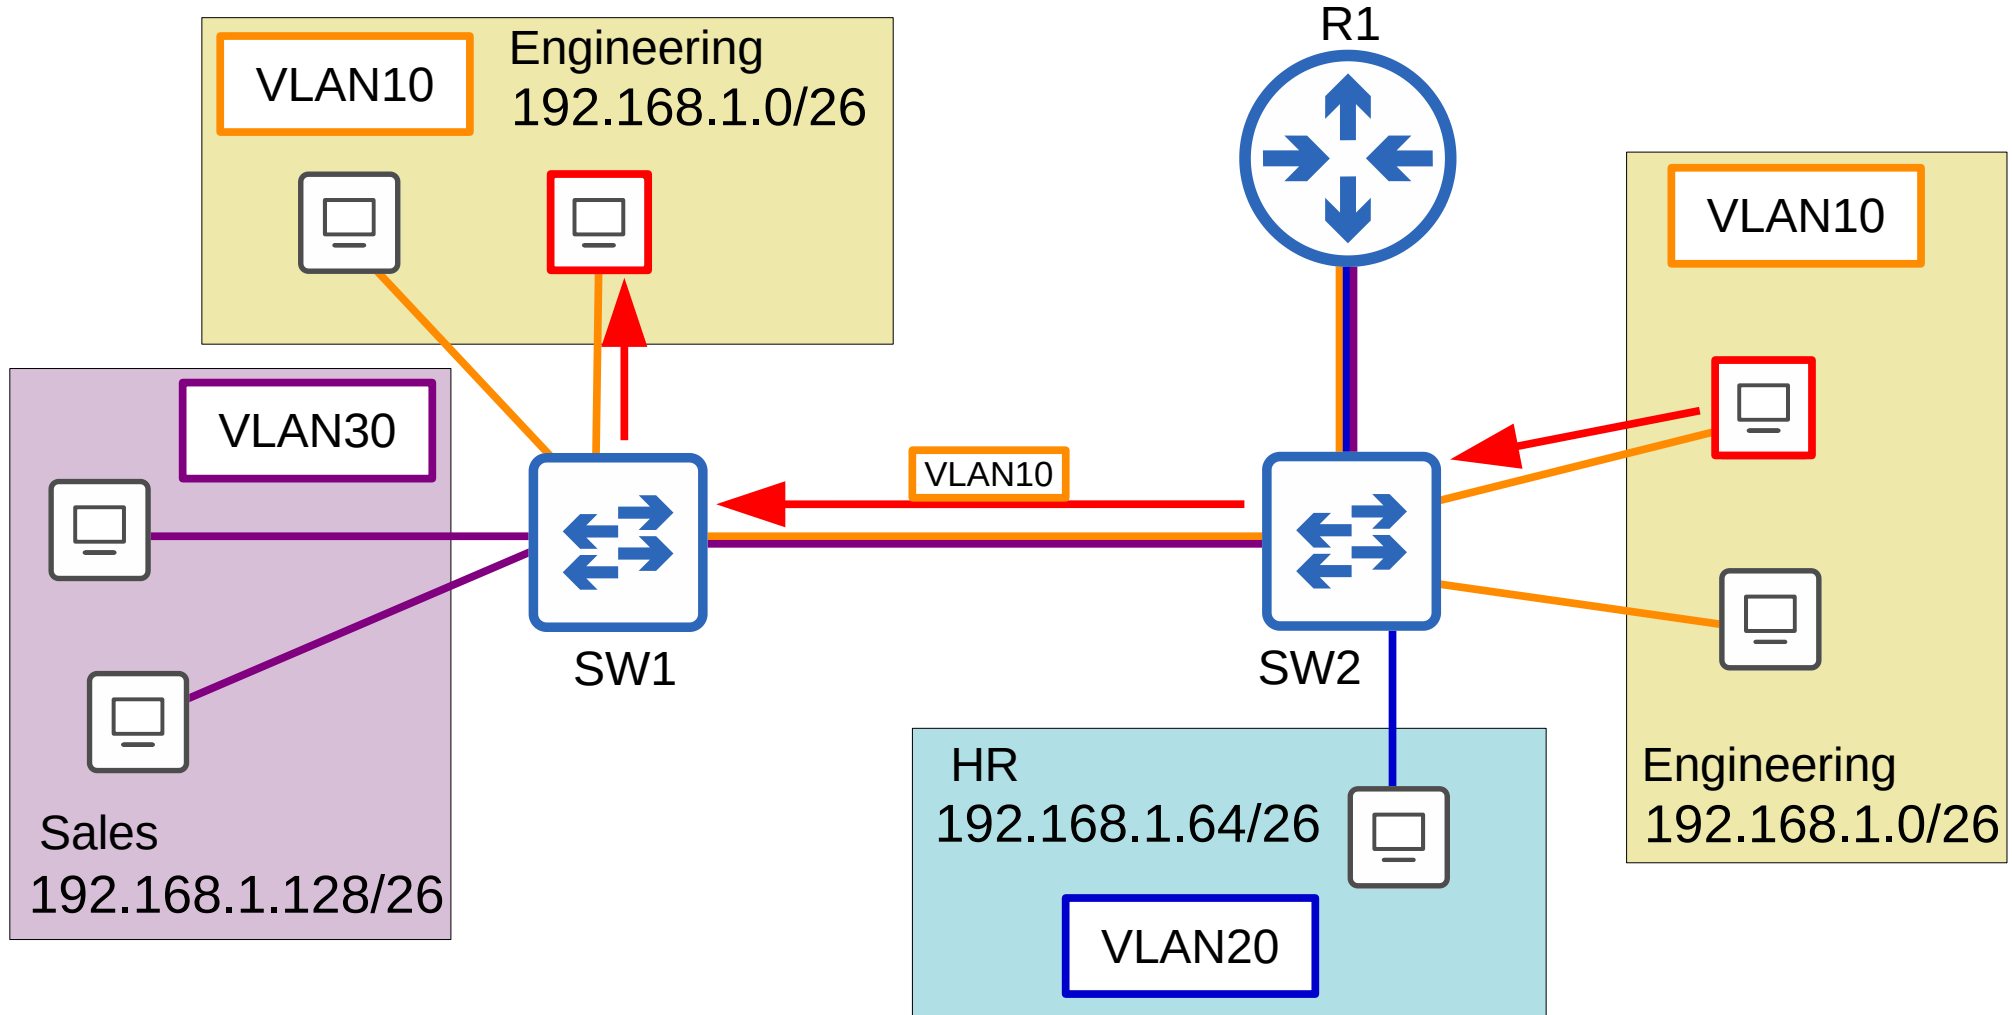 R1
VLAN10
Engineering
192.168.1.0/26
VLAN10
VLAN30
VLAN10
SW1
SW2
Sales
192.168.1.128/26
HR
192.168.1.64/26
VLAN20
Engineering
192.168.1.0/26